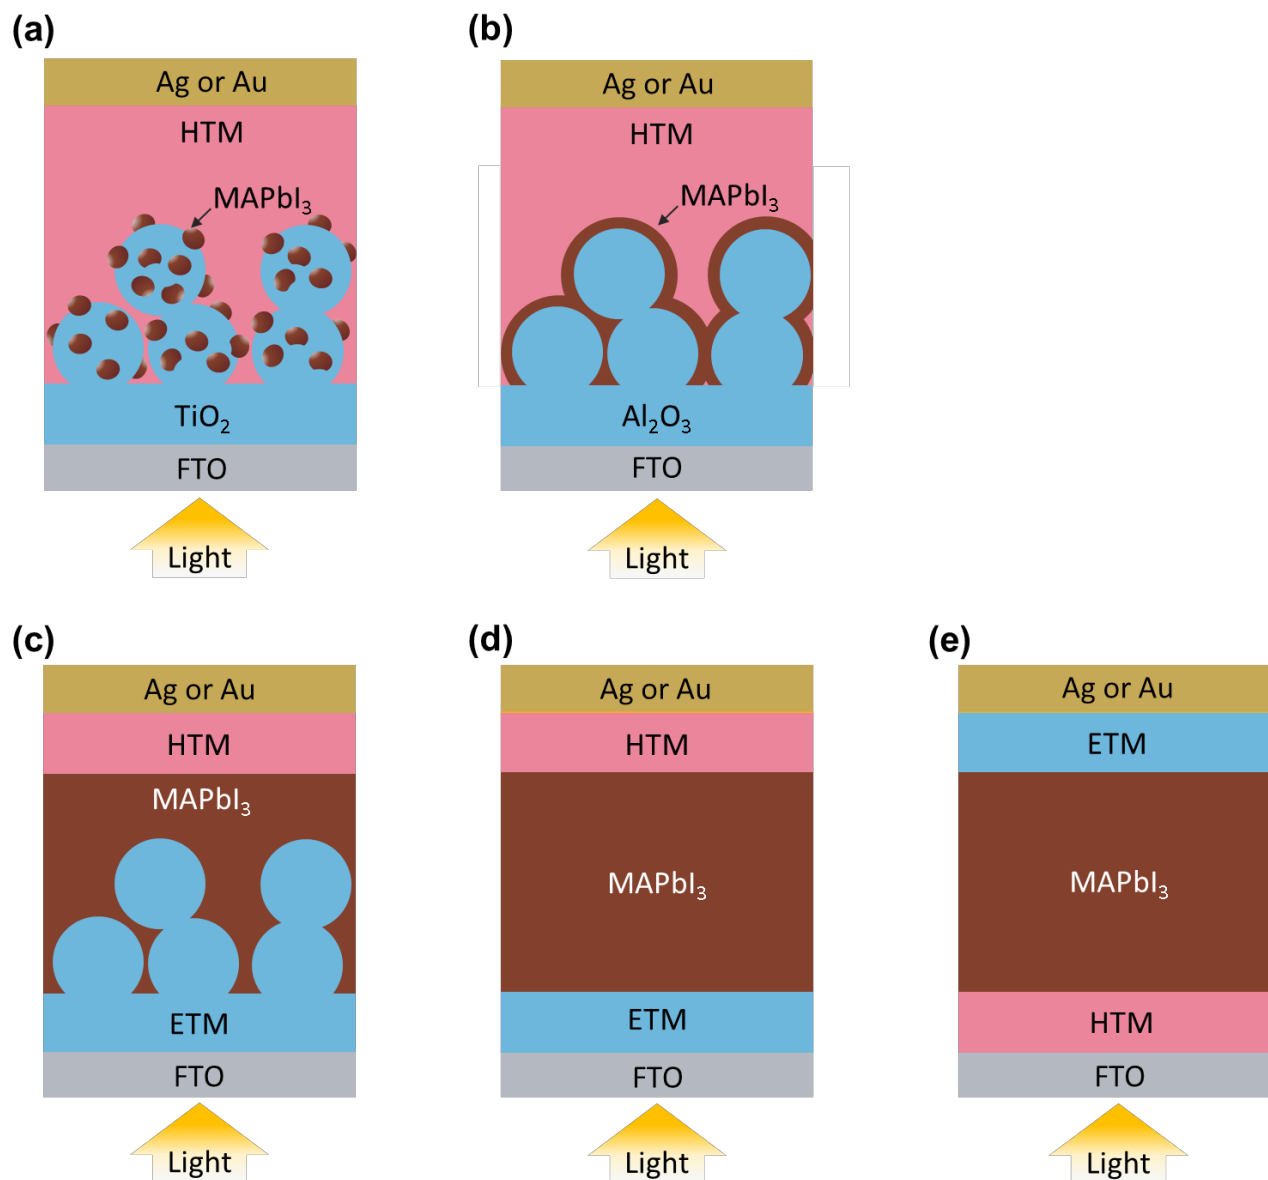 (a)
Ag or Au
HTM
MAPbI₃
TiO₂
FTO
Light
(b)
Ag or Au
HTM
MAPbI₃
Al₂O₃
FTO
Light
(c)
Ag or Au
HTM
MAPbI₃
ETM
FTO
Light
(d)
Ag or Au
HTM
MAPbI₃
ETM
FTO
Light
(e)
Ag or Au
ETM
MAPbI₃
HTM
FTO
Light